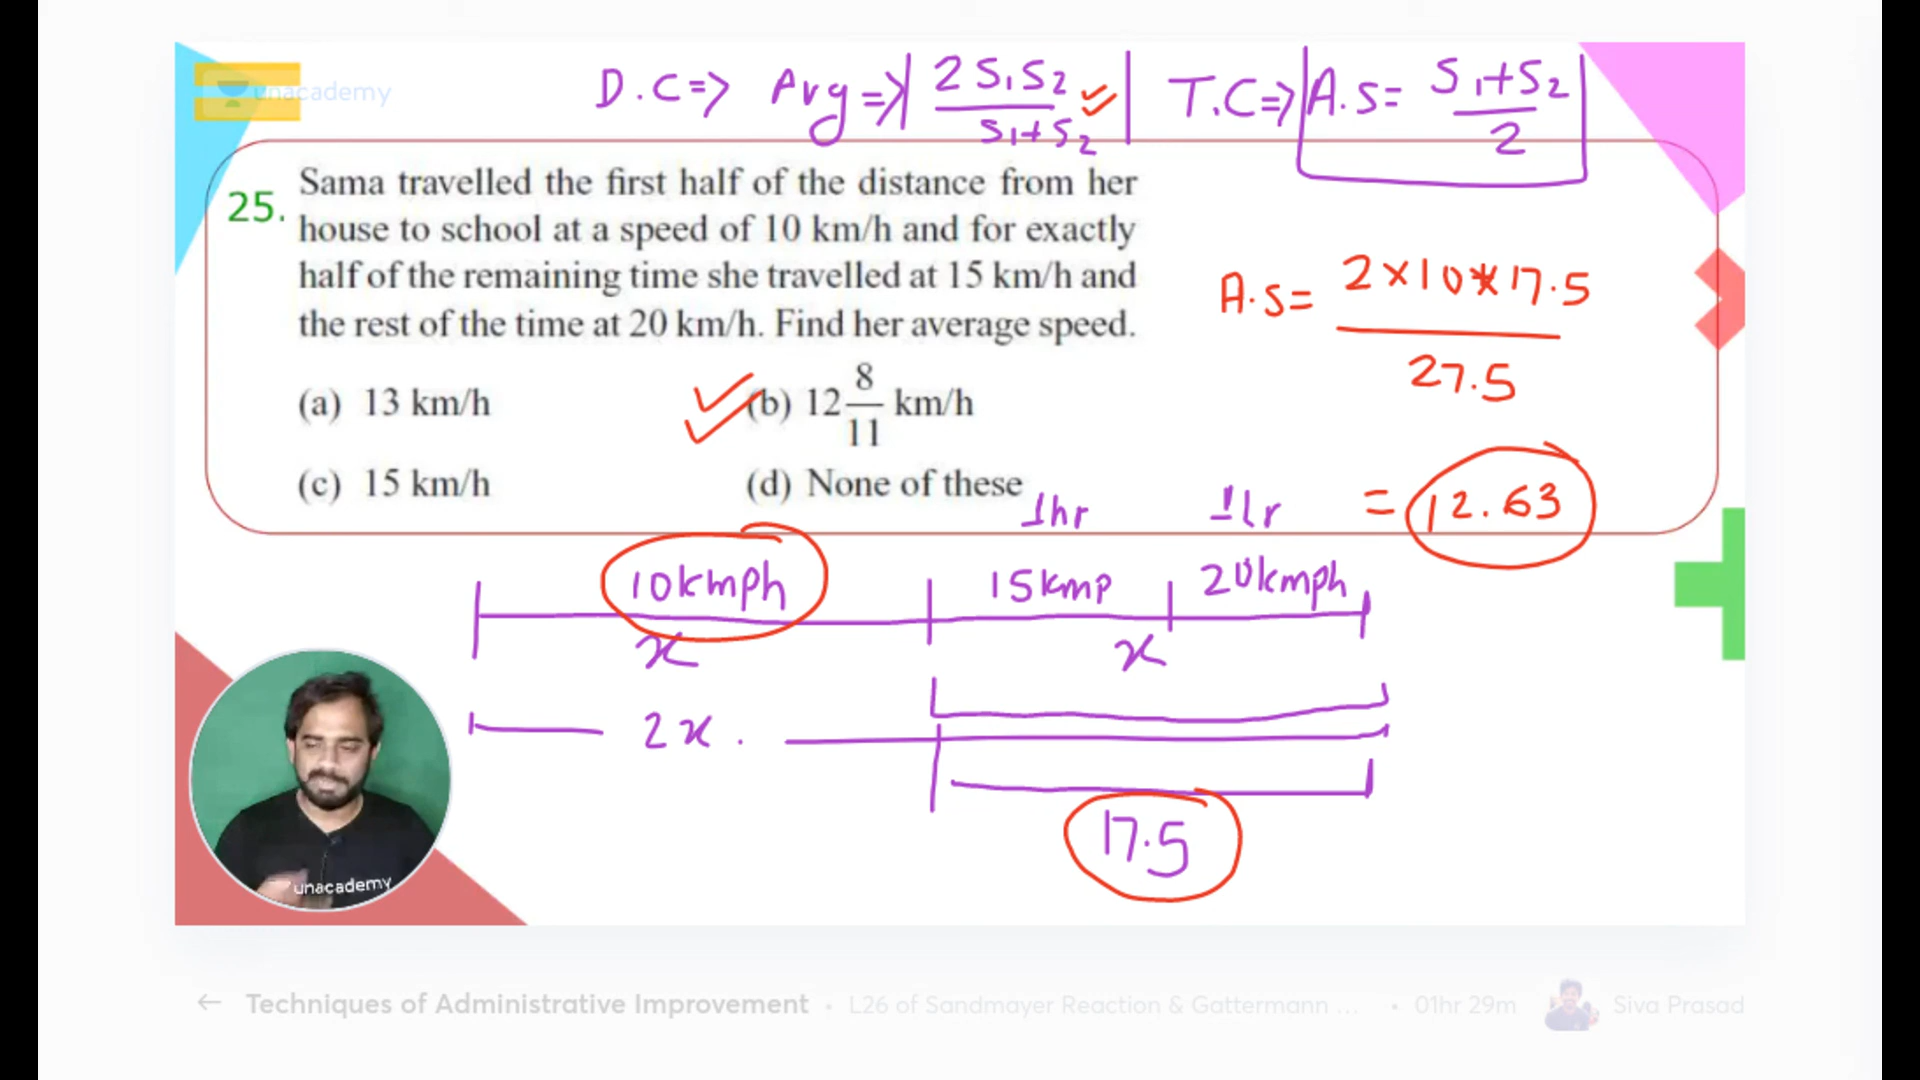 unacademy
D.C=> Avg=> 2S₁S₂/S₁+S₂ T.C=> A.S= S₁+S₂/2
25. Sama travelled the first half of the distance from her
house to school at a speed of 10 km/h and for exactly
half of the remaining time she travelled at 15 km/h and
the rest of the time at 20 km/h. Find her average speed.
A.S= 2×10*17.5/27.5
(a) 13 km/h (b) 12 8/11 km/h
(c) 15 km/h (d) None of these
= 12.63
1hr 1hr
10kmph 15kmp 20kmph
x x
2x.
17.5
unacademy
← Techniques of Administrative Improvement • L26 of Sandmayer Reaction & Gattermann ... • 01hr 29m Siva Prasad